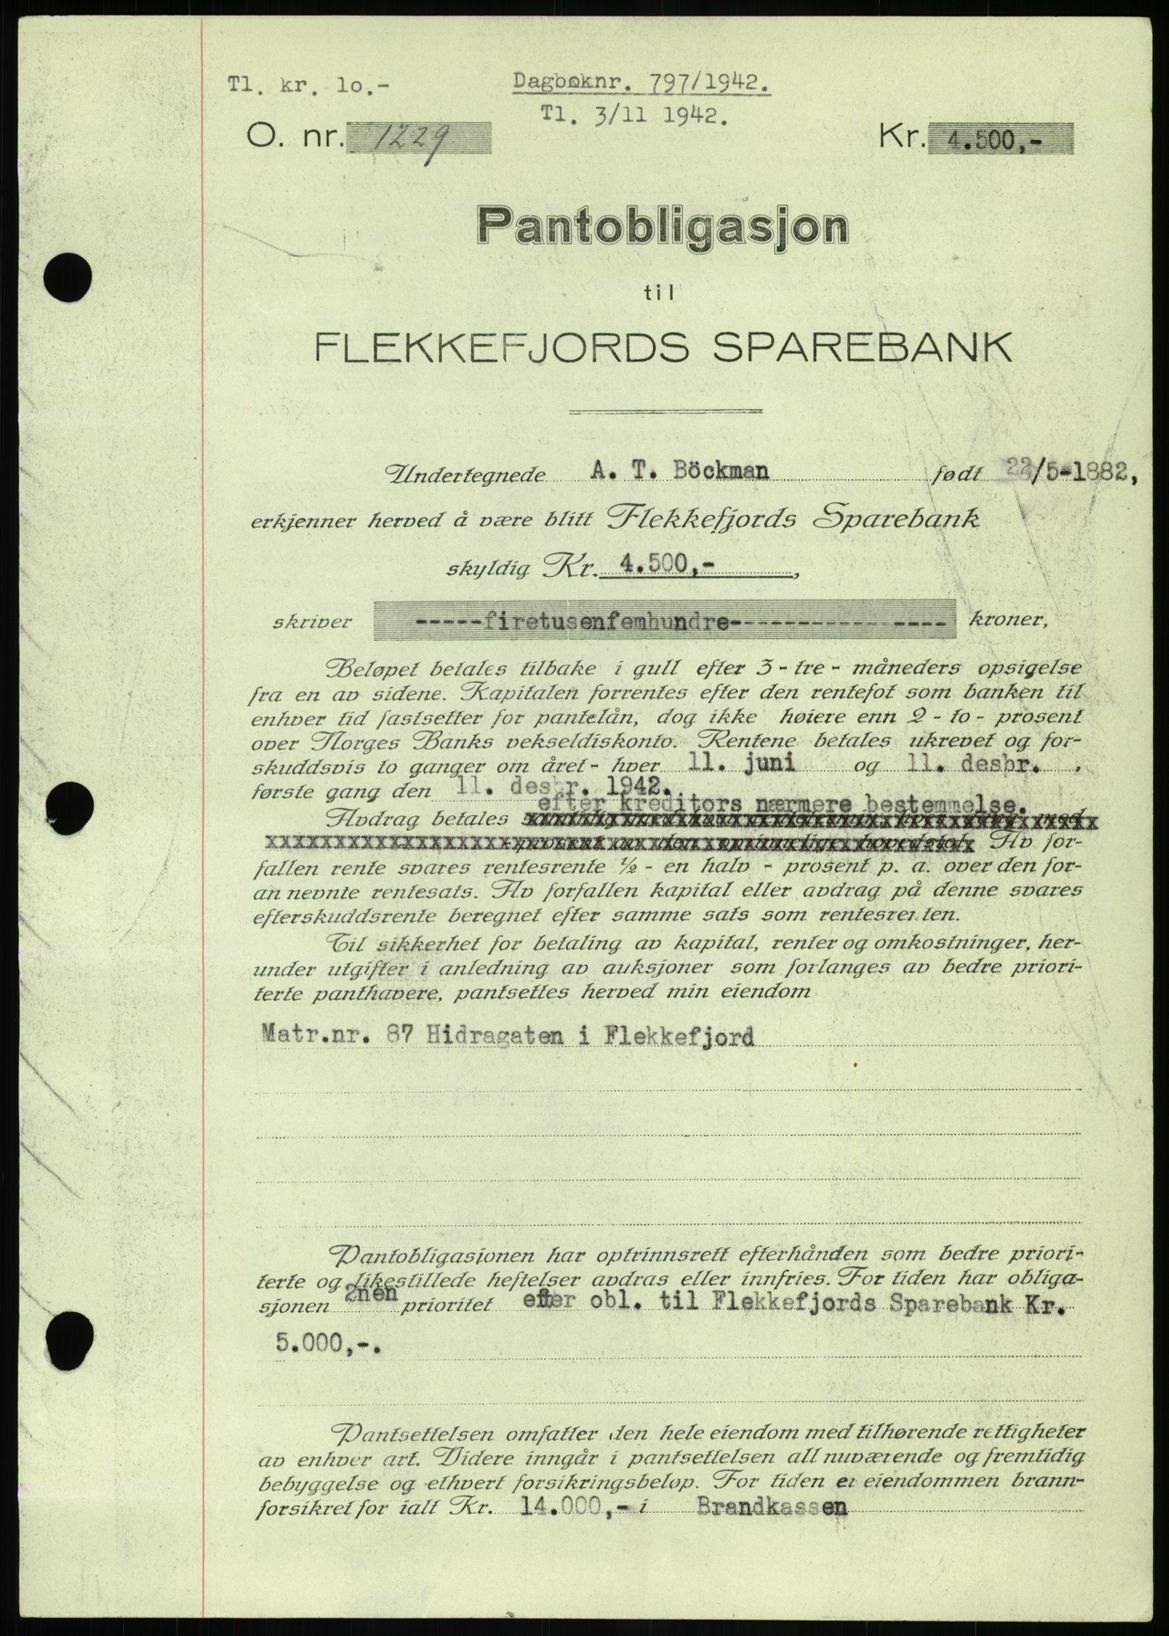 Tl. kr. 10.-
Dagbøknr. 797/1942.
Tl. 3/11 1942.
O. nr. 1229
Kr. 4.500,-
Pantobligasjon
til
FLEKKEFJORDS SPAREBANK
Undertegnede A. T. Böckman født 22/5-1882,
erkjenner herved å være blitt Flekkefjords Sparebank
skyldig Kr. 4.500,- ,
skriver -----firetusenfemhundre---------------- ---- kroner,
Beløpet betales tilbake i gull efter 3 - tre - måneders opsigelse
fra en av sidene. Kapitalen forrentes efter den rentefot som banken til
enhver tid fastsetter for pantelån, dog ikke høiere enn 2 - to - prosent
over Norges Banks vekseldiskonto. Rentene betales ukrevet og for-
skuddsvis to ganger om året - hver 11. juni og 11. desbr. ,
første gang den 11. desbr. 1942.
efter kreditors nærmere bestemmelse.
Avdrag betales
Av for-
fallen rente svares rentesrente ½ - en halv - prosent p. a. over den for-
an nevnte rentesats. Av forfallen kapital eller avdrag på denne svares
efterskuddsrente beregnet efter samme sats som rentesrenten.
Til sikkerhet for betaling av kapital, renter og omkostninger, her-
under utgifter i anledning av auksjoner som forlanges av bedre priori-
terte panthavere, pantsettes herved min eiendom
Matr.nr. 87 Hidragaten i Flekkefjord
Pantobligasjonen har optrinnsrett efterhånden som bedre priori-
terte og likestillede heftelser avdras eller innfries. For tiden har obliga-
sjonen 2nen prioritet efter obl. til Flekkefjords Sparebank Kr.
5.000,-.
Pantsettelsen omfatter den hele eiendom med tilhørende rettigheter
av enhver art. Videre inngår i pantsettelsen all nuværende og fremtidig
bebyggelse og ethvert forsikringsbeløp. For tiden er eiendommen brann-
forsikret for ialt Kr. 14.000,- i Brandkassen